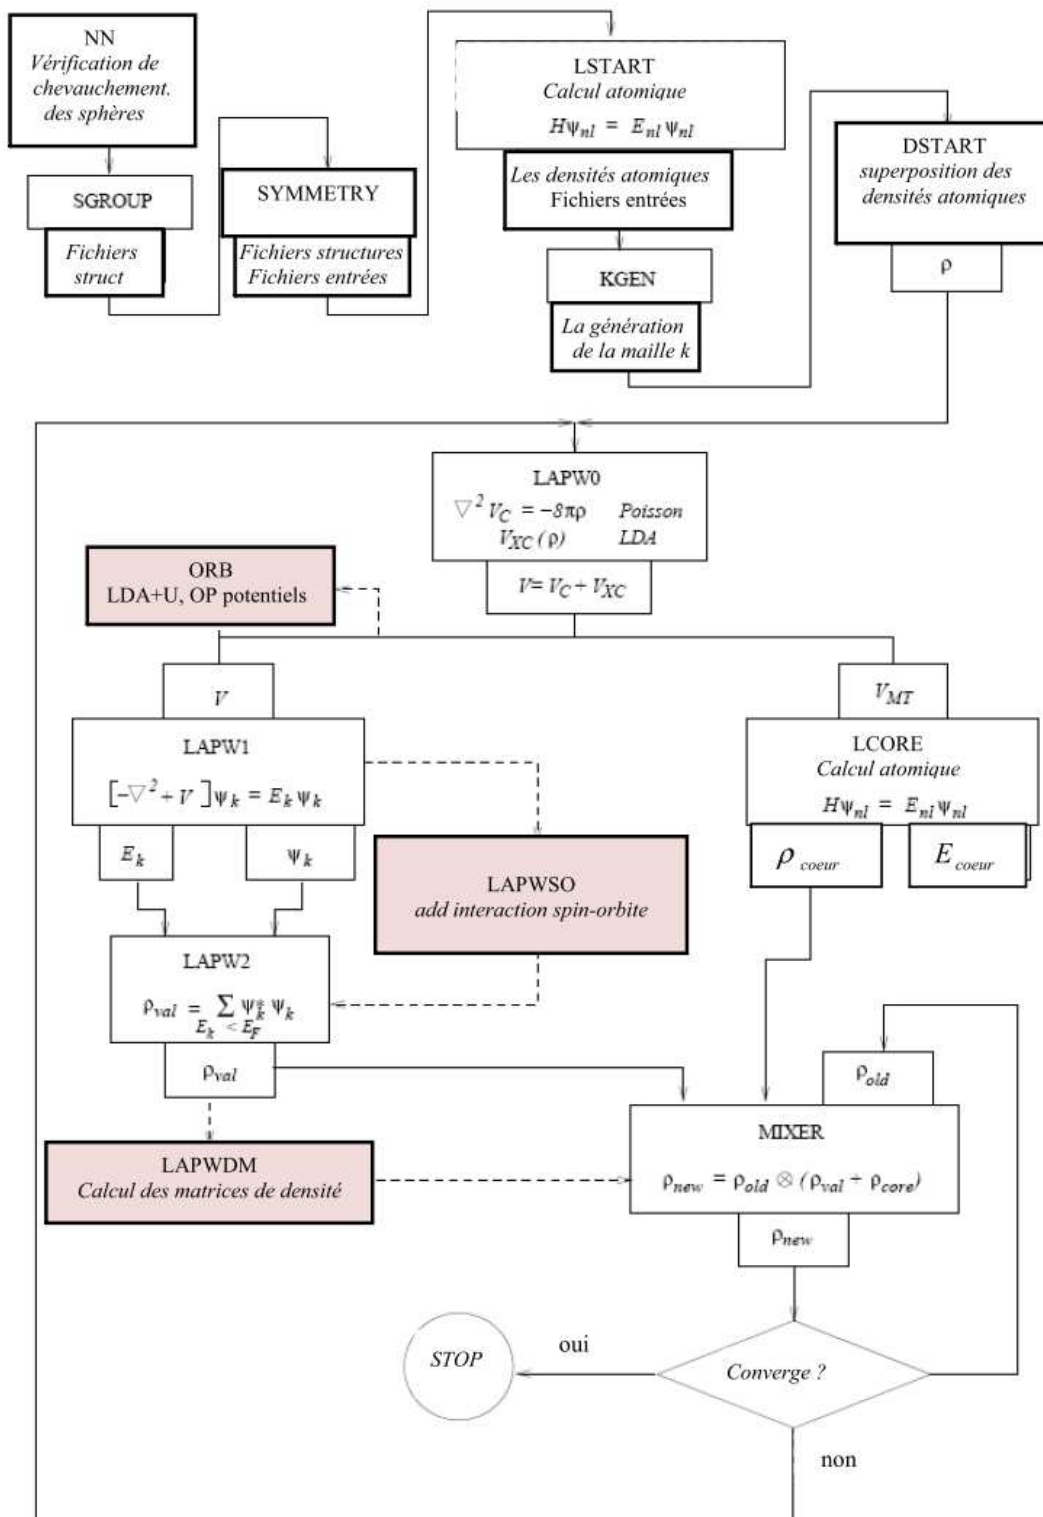 NN
Vérification de
chevauchement.
des sphères
SGROUP
Fichiers
struct
SYMMETRY
Fichiers structures
Fichiers entrées
LSTART
Calcul atomique
Hψnl = Enl ψnl
Les densités atomiques
Fichiers entrées
KGEN
La génération
de la maille k
DSTART
superposition des
densités atomiques
ρ
LAPW0
▽² VC = −8πρ Poisson
VXC(ρ) LDA
V= VC + VXC
ORB
LDA+U, OP potentiels
V
LAPW1
[−▽² + V ]ψk = Ek ψk
Ek
ψk
VMT
LCORE
Calcul atomique
Hψnl = Enl ψnl
ρ coeur
E coeur
LAPWSO
add interaction spin-orbite
LAPW2
ρval = ∑ ψ*k ψk
Ek < EF
ρval
ρold
LAPWDM
Calcul des matrices de densité
MIXER
ρnew = ρold ⊗ (ρval + ρcore)
ρnew
STOP
oui
Converge ?
non